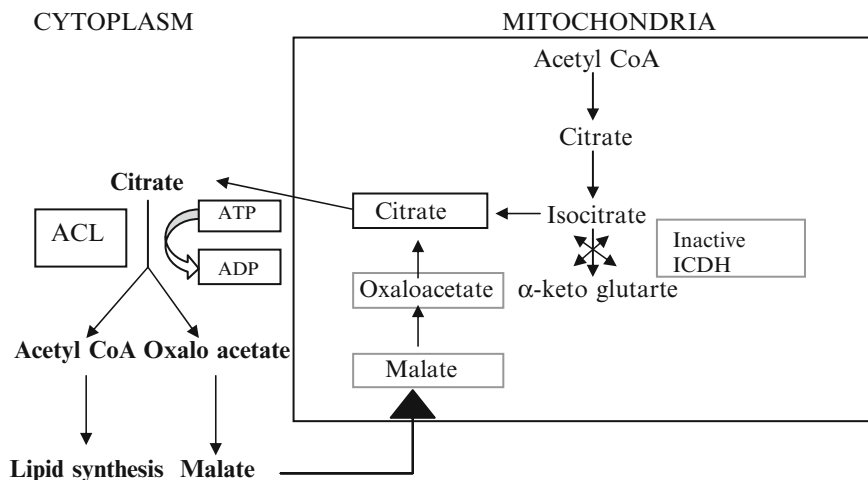 CYTOPLASM
MITOCHONDRIA
Acetyl CoA
Citrate
Isocitrate
Inactive
ICDH
α-keto glutarte
Citrate
Oxaloacetate
Malate
Citrate
ACL
ATP
ADP
Acetyl CoA Oxalo acetate
Lipid synthesis Malate